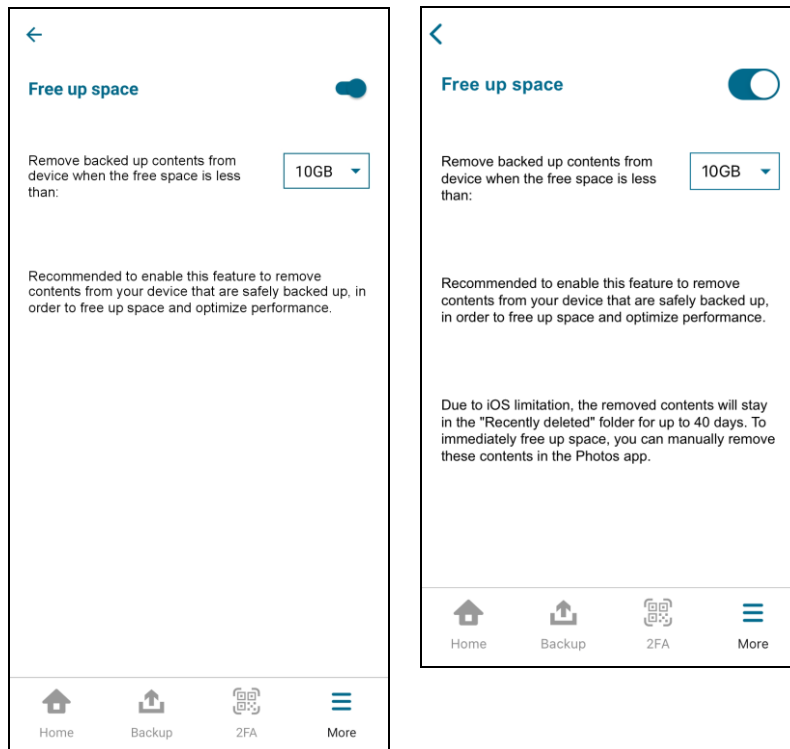 Free up space
Remove backed up contents from
device when the free space is less
than:
10GB
Recommended to enable this feature to remove
contents from your device that are safely backed up, in
order to free up space and optimize performance.
Home
Backup
2FA
More
Free up space
Remove backed up contents from
device when the free space is less
than:
10GB
Recommended to enable this feature to remove
contents from your device that are safely backed up,
in order to free up space and optimize performance.
Due to iOS limitation, the removed contents will stay
in the "Recently deleted" folder for up to 40 days. To
immediately free up space, you can manually remove
these contents in the Photos app.
Home
Backup
2FA
More